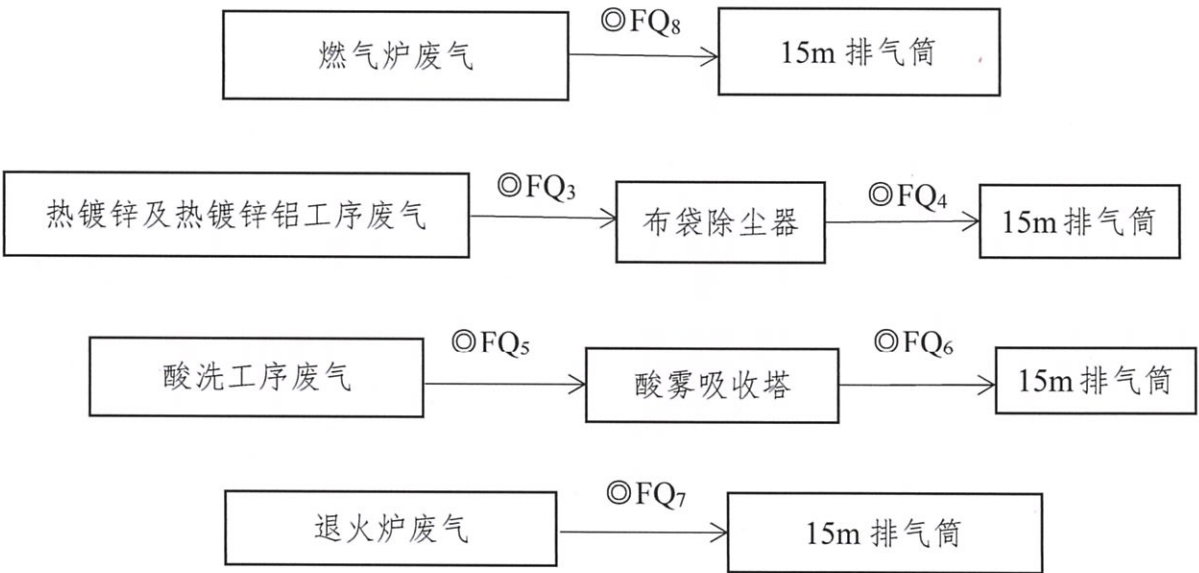 ◎FQ₈
燃气炉废气
15m 排气筒
◎FQ₃
◎FQ₄
热镀锌及热镀锌铝工序废气
布袋除尘器
15m 排气筒
◎FQ₅
◎FQ₆
酸洗工序废气
酸雾吸收塔
15m 排气筒
◎FQ₇
退火炉废气
15m 排气筒